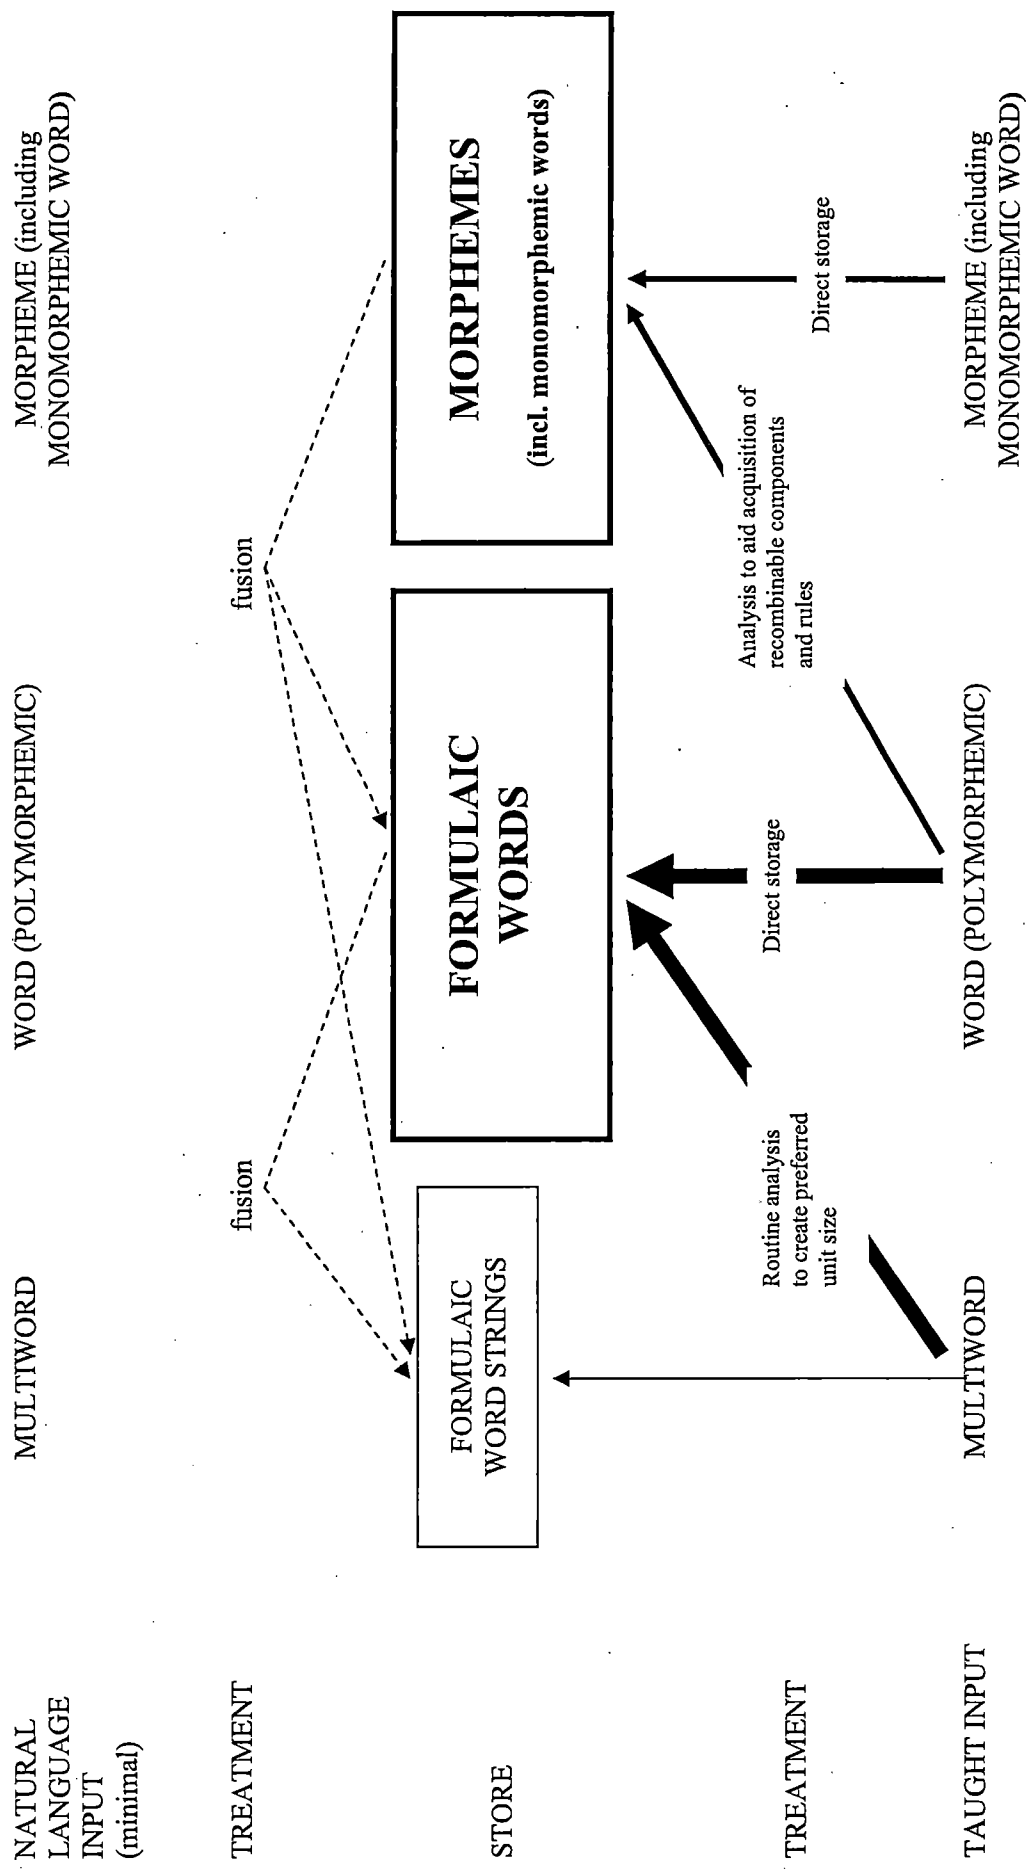 NATURAL
LANGUAGE
INPUT
(minimal)
MULTIWORD
WORD (POLYMORPHEMIC)
MORPHEME (including
MONOMORPHEMIC WORD)
TREATMENT
fusion
fusion
STORE
FORMULAIC
WORD STRINGS
FORMULAIC
WORDS
MORPHEMES
(incl. monomorphemic words)
TREATMENT
Routine analysis
to create preferred
unit size
Direct storage
Analysis to aid acquisition of
recombinable components
and rules
Direct storage
TAUGHT INPUT
MULTIWORD
WORD (POLYMORPHEMIC)
MORPHEME (including
MONOMORPHEMIC WORD)